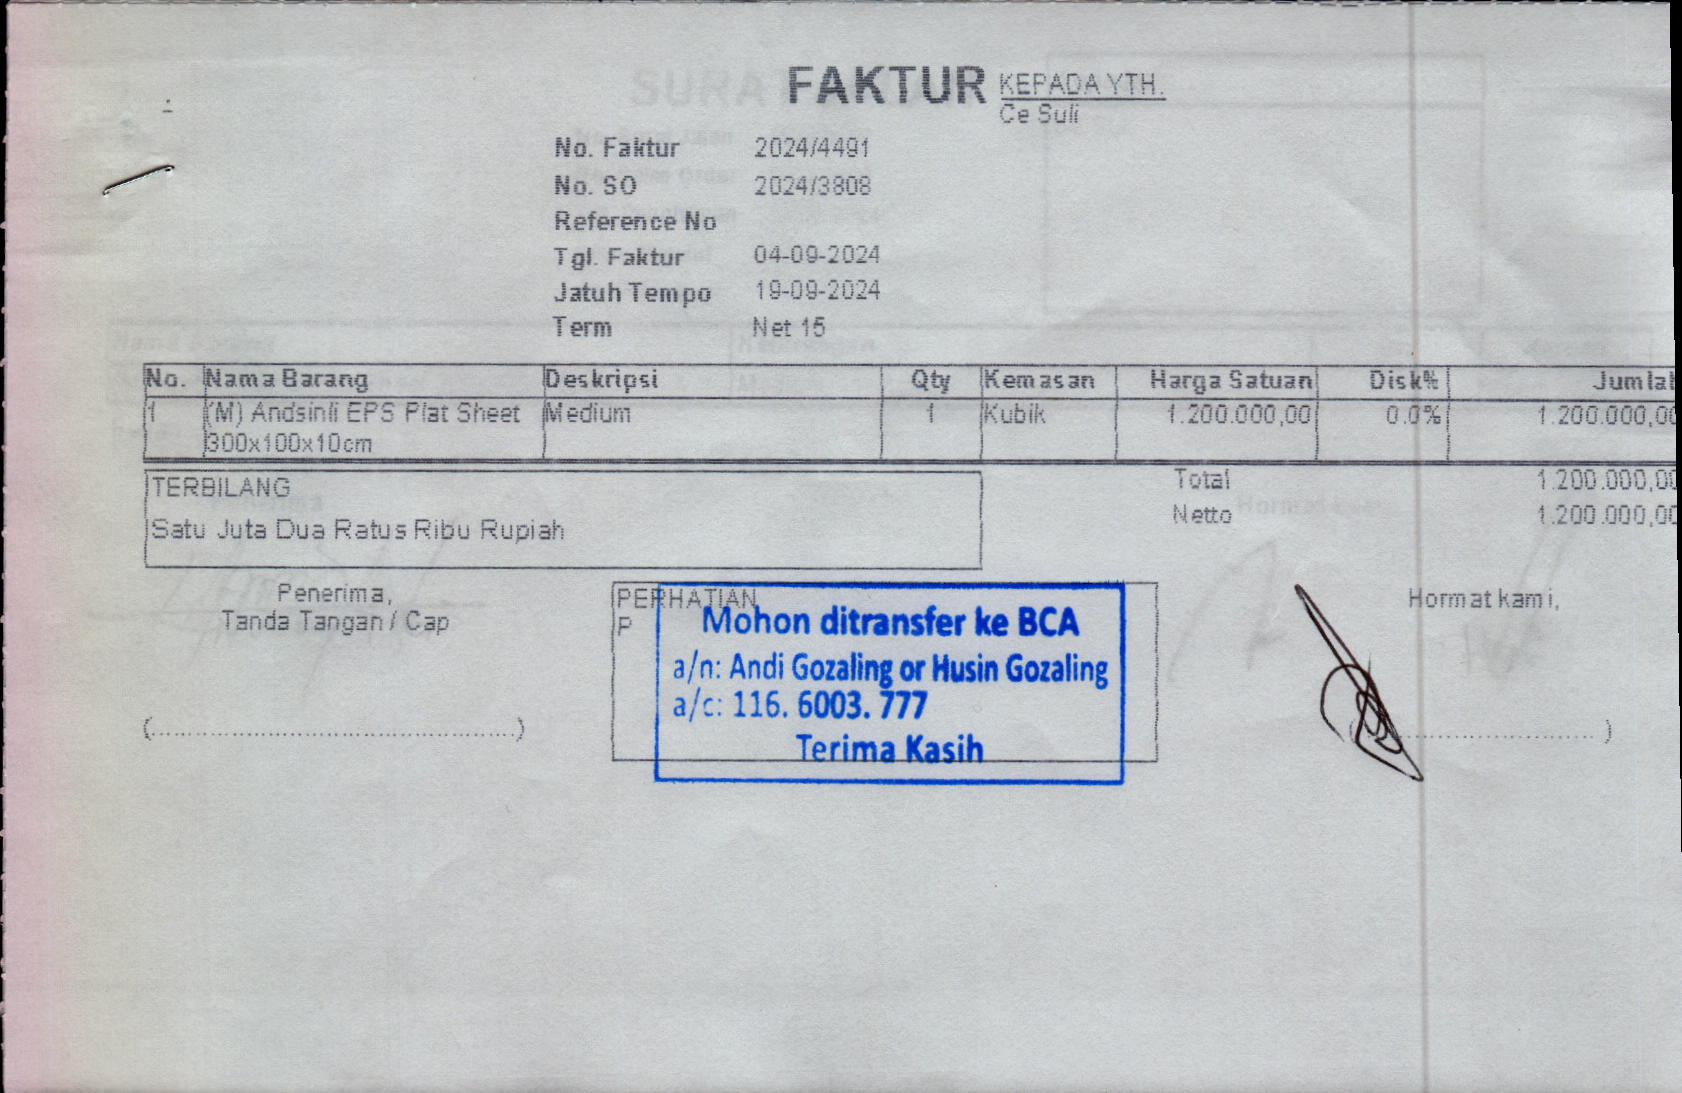 FAKTUR
KEPADA YTH.
Ce Suli
No. Faktur 2024/4491
No. SO 2024/3808
Reference No
Tgl. Faktur 04-09-2024
Jatuh Tempo 19-09-2024
Term Net 15
No. Nama Barang Deskripsi Qty Kemasan Harga Satuan Disk% Jumlah
1 (M) Andsinli EPS Plat Sheet Medium 1 Kubik 1.200.000,00 0.0% 1.200.000,00
300x100x10cm
Total 1.200.000,00
Netto 1.200.000,00
TERBILANG
Satu Juta Dua Ratus Ribu Rupiah
Penerima,
Tanda Tangan / Cap
(..............................................)
PERHATIAN
P
Mohon ditransfer ke BCA
a/n: Andi Gozaling or Husin Gozaling
a/c: 116. 6003. 777
Terima Kasih
Hormat kami,
(.............................. )